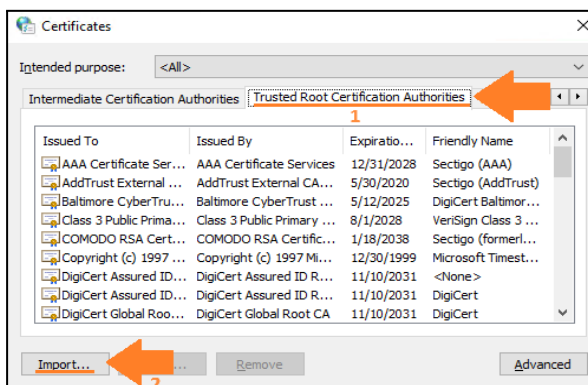 Certificates
Intended purpose: <All>
Intermediate Certification Authorities Trusted Root Certification Authorities
1
Issued To Issued By Expiratio... Friendly Name
AAA Certificate Ser... AAA Certificate Services 12/31/2028 Sectigo (AAA)
AddTrust External ... AddTrust External CA... 5/30/2020 Sectigo (AddTrust)
Baltimore CyberTru... Baltimore CyberTrust ... 5/12/2025 DigiCert Baltimor...
Class 3 Public Prima... Class 3 Public Primary ... 8/1/2028 VeriSign Class 3 ...
COMODO RSA Cert... COMODO RSA Certific... 1/18/2038 Sectigo (formerl...
Copyright (c) 1997 ... Copyright (c) 1997 Mi... 12/30/1999 Microsoft Timest...
DigiCert Assured ID... DigiCert Assured ID R... 11/10/2031 <None>
DigiCert Assured ID... DigiCert Assured ID R... 11/10/2031 DigiCert
DigiCert Global Roo... DigiCert Global Root CA 11/10/2031 DigiCert
Import... Remove Advanced
2